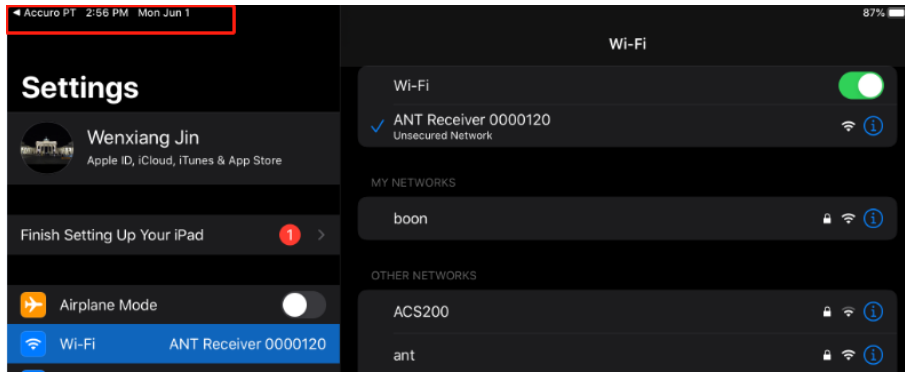 ◀ Accuro PT 2:56 PM Mon Jun 1
87%
Settings
Wenxiang Jin
Apple ID, iCloud, iTunes & App Store
Finish Setting Up Your iPad 1
Airplane Mode
Wi-Fi ANT Receiver 0000120
Wi-Fi
Wi-Fi
ANT Receiver 0000120
Unsecured Network
MY NETWORKS
boon
OTHER NETWORKS
ACS200
ant